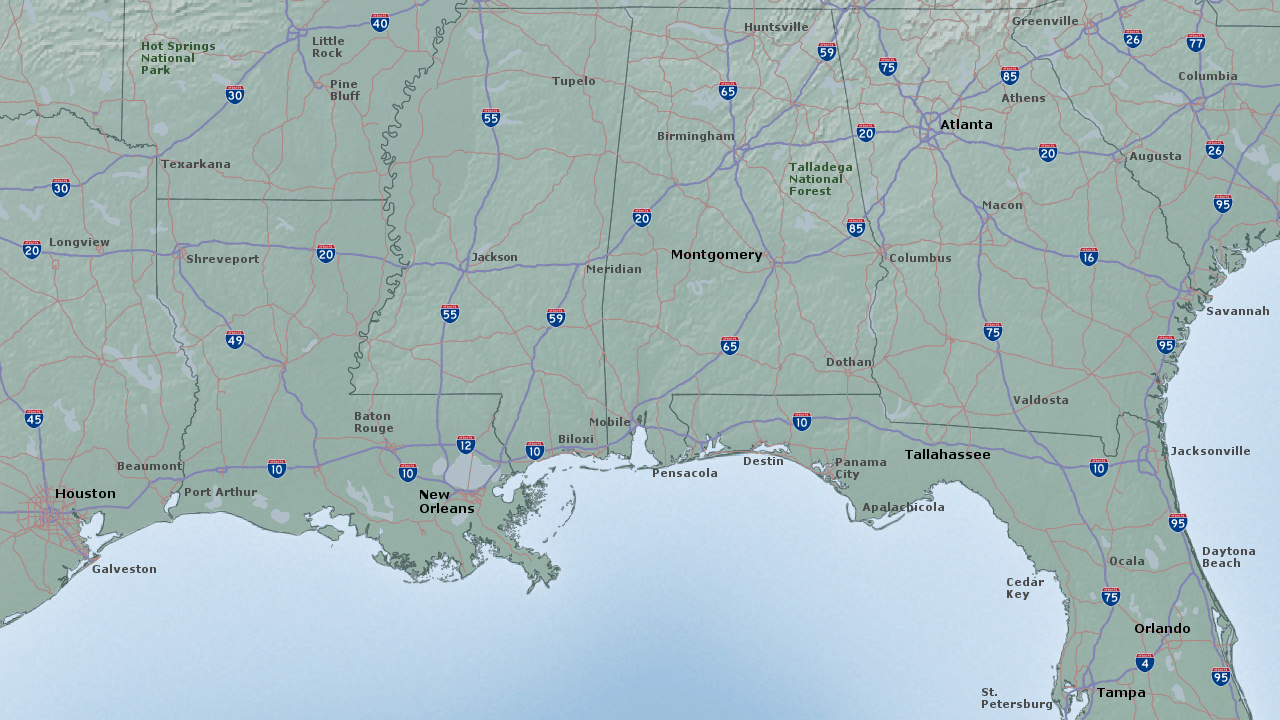 40
Greenville
Huntsville
26
77
Hot Springs
National
Park
Little
Rock
59
75
85
Columbia
Tupelo
30
Pine
Bluff
65
Athens
55
Birmingham
20
Atlanta
20
26
Texarkana
Talladega
National
Forest
Augusta
30
20
85
Macon
95
Longview
20
Shreveport
20
Jackson
Meridian
Montgomery
Columbus
16
55
59
Savannah
49
65
75
95
Dothan
45
Baton
Rouge
Mobile
Biloxi
10
Valdosta
12
10
Beaumont
10
10
Pensacola
Destin
Panama
City
Tallahassee
10
Jacksonville
Houston
Port Arthur
New
Orleans
Apalachicola
95
Galveston
Ocala
Daytona
Beach
Cedar
Key
75
Orlando
4
95
St.
Petersburg
Tampa